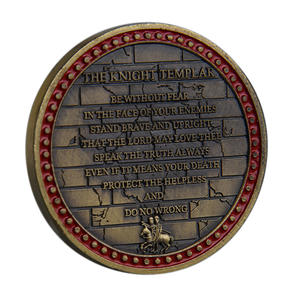 THE KNIGHT TEMPLAR
BE WITHOUT FEAR
IN THE FACE OF YOUR ENEMIES
STAND BRAVE AND UPRIGHT
THAT THE LORD MAY LOVE THEE
SPEAK THE TRUTH ALWAYS
EVEN IF IT MEANS YOUR DEATH
PROTECT THE HELPLESS
AND
DO NO WRONG